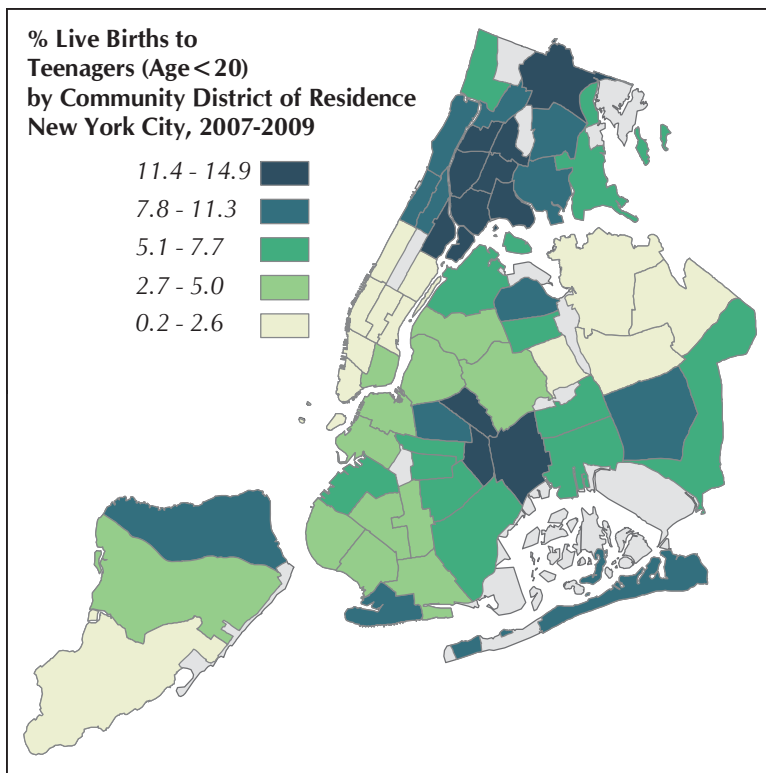 % Live Births to
Teenagers (Age<20)
by Community District of Residence
New York City, 2007-2009
11.4 - 14.9
7.8 - 11.3
5.1 - 7.7
2.7 - 5.0
0.2 - 2.6